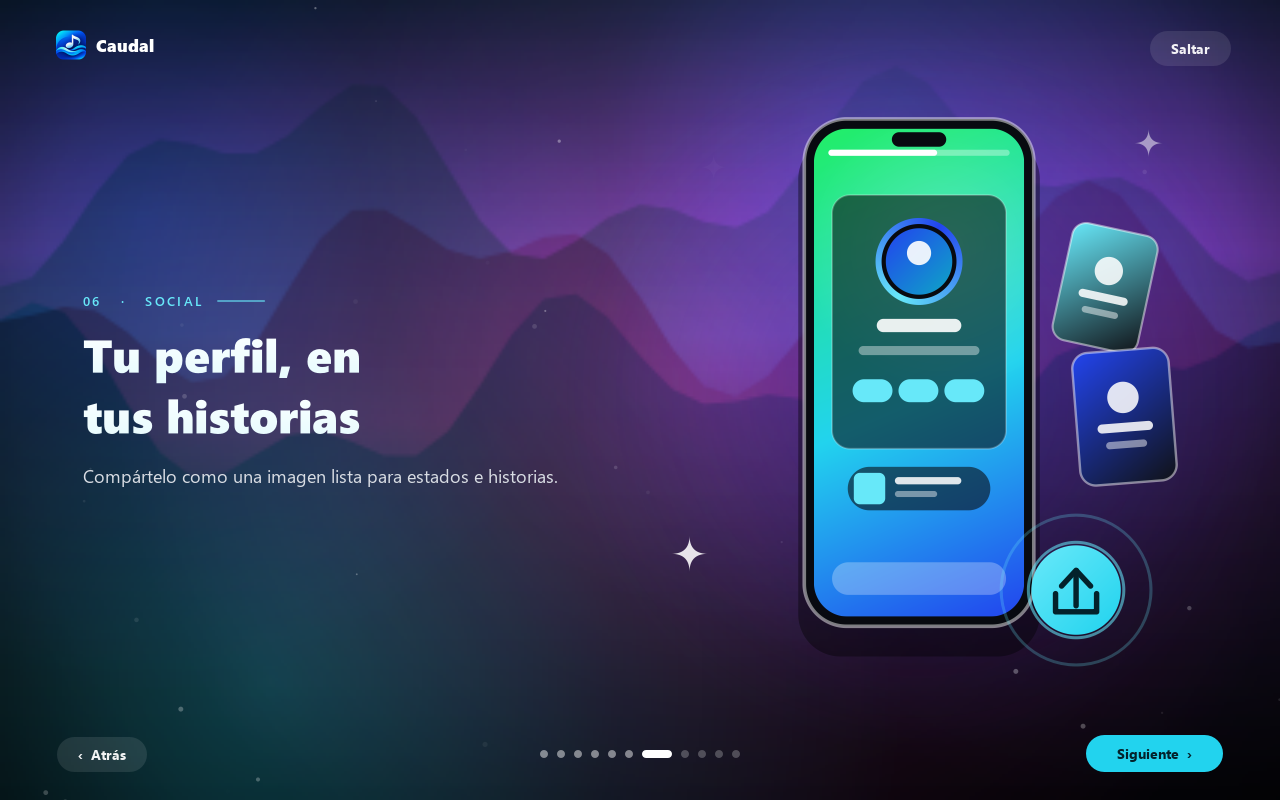 Caudal
Saltar
06 · SOCIAL
Tu perfil, en
tus historias
Compártelo como una imagen lista para estados e historias.
‹ Atrás
Siguiente ›